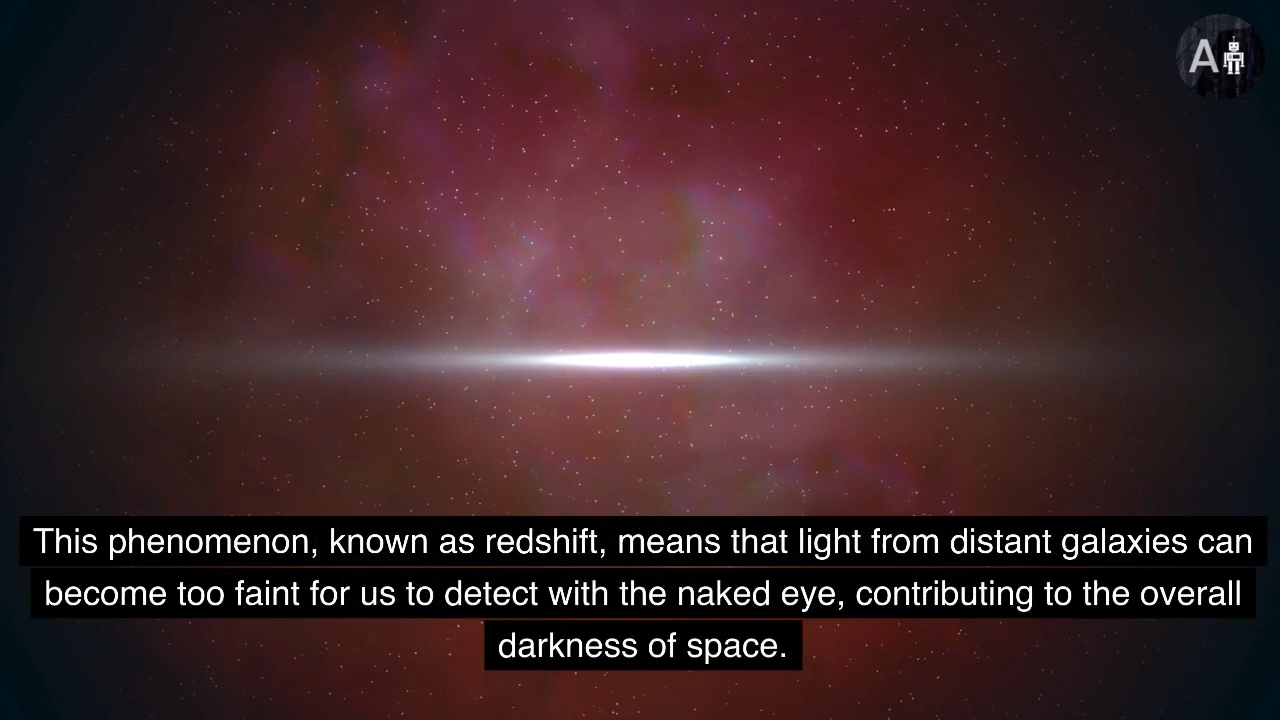 A
This phenomenon, known as redshift, means that light from distant galaxies can
become too faint for us to detect with the naked eye, contributing to the overall
darkness of space.